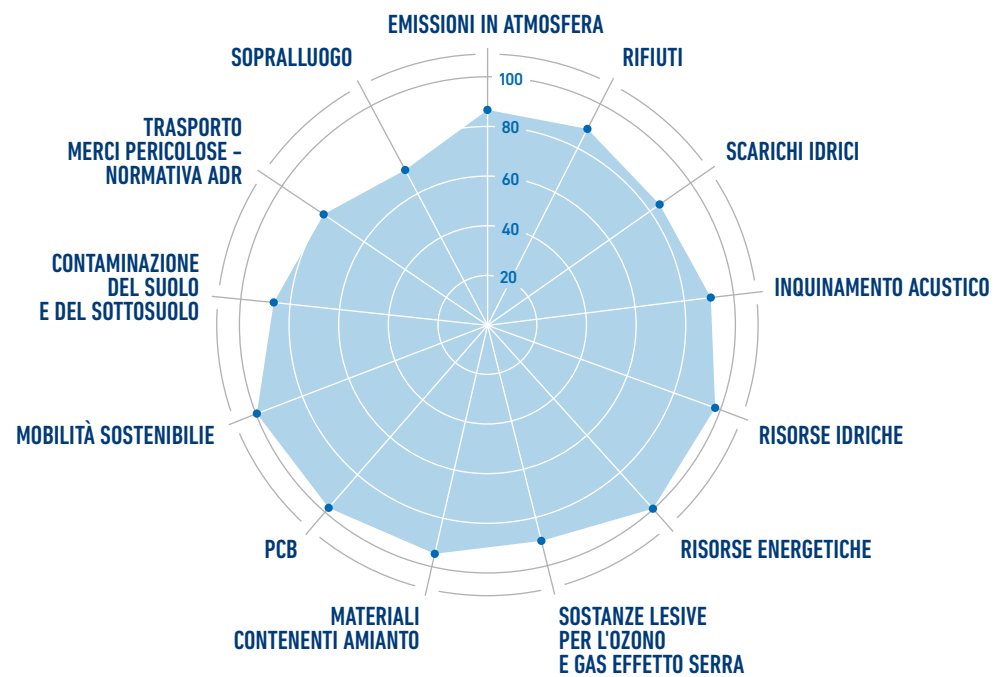 EMISSIONI IN ATMOSFERA
RIFIUTI
SCARICHI IDRICI
INQUINAMENTO ACUSTICO
RISORSE IDRICHE
RISORSE ENERGETICHE
SOSTANZE LESIVE
PER L'OZONO
E GAS EFFETTO SERRA
MATERIALI
CONTENENTI AMIANTO
PCB
MOBILITÀ SOSTENIBILIE
CONTAMINAZIONE
DEL SUOLO
E DEL SOTTOSUOLO
TRASPORTO
MERCI PERICOLOSE –
NORMATIVA ADR
SOPRALLUOGO
100
80
60
40
20